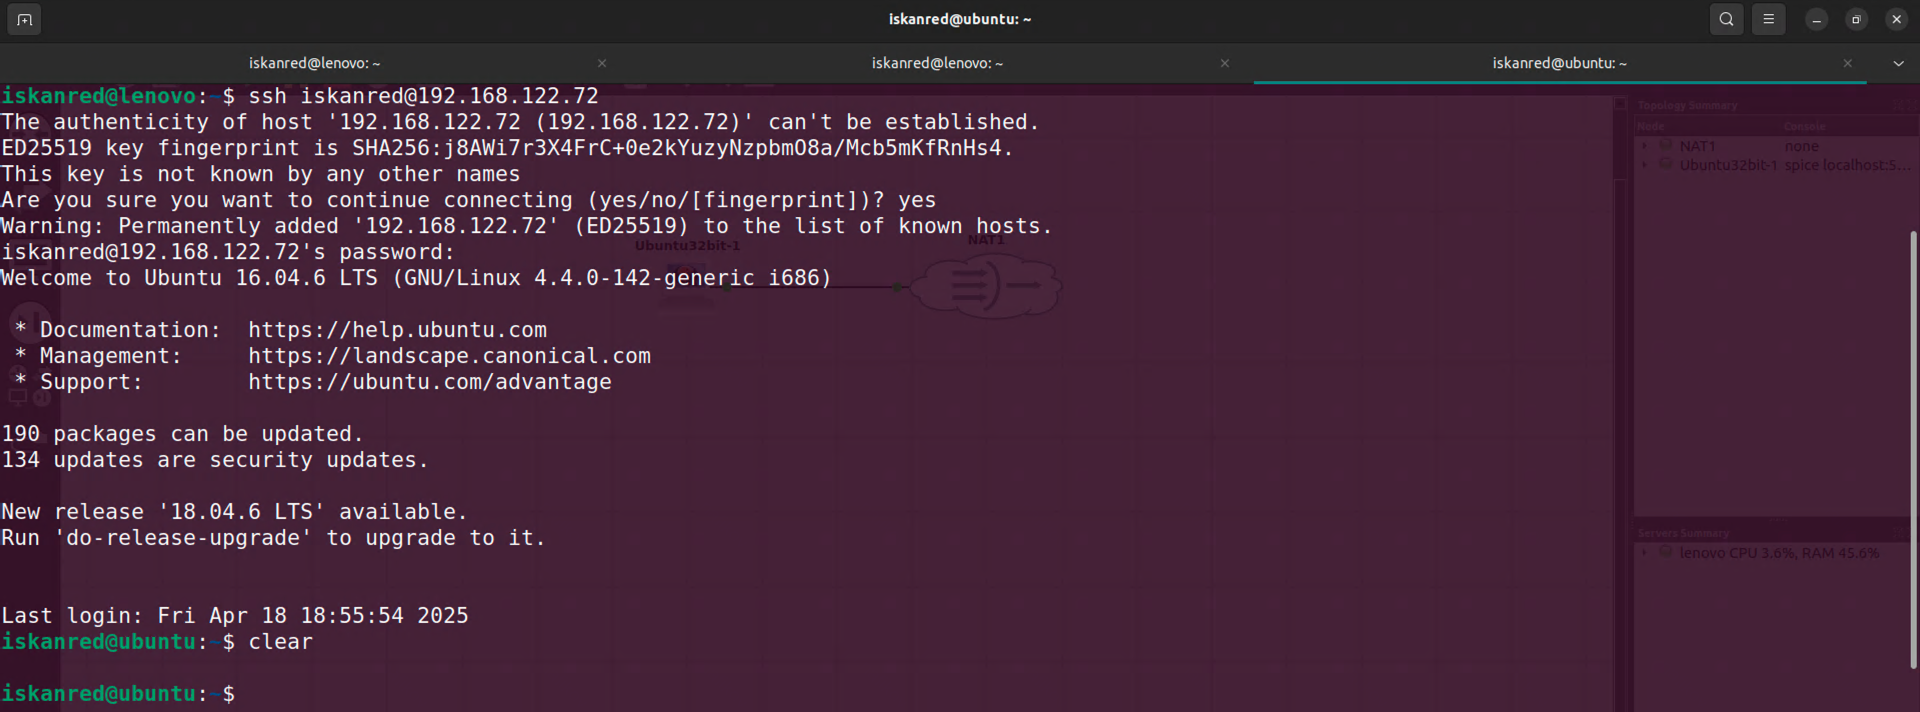 iskanred@ubuntu: ~
iskanred@lenovo: ~
iskanred@lenovo: ~
iskanred@ubuntu: ~
iskanred@lenovo:~$ ssh iskanred@192.168.122.72
The authenticity of host '192.168.122.72 (192.168.122.72)' can't be established.
ED25519 key fingerprint is SHA256:j8AWi7r3X4FrC+0e2kYuzyNzpbmO8a/Mcb5mKfRnHs4.
This key is not known by any other names
Are you sure you want to continue connecting (yes/no/[fingerprint])? yes
Warning: Permanently added '192.168.122.72' (ED25519) to the list of known hosts.
iskanred@192.168.122.72's password:
Welcome to Ubuntu 16.04.6 LTS (GNU/Linux 4.4.0-142-generic i686)
* Documentation:  https://help.ubuntu.com
* Management:     https://landscape.canonical.com
* Support:        https://ubuntu.com/advantage
190 packages can be updated.
134 updates are security updates.
New release '18.04.6 LTS' available.
Run 'do-release-upgrade' to upgrade to it.
Last login: Fri Apr 18 18:55:54 2025
iskanred@ubuntu:~$ clear
iskanred@ubuntu:~$
Ubuntu32bit-1
NAT1
Topology Summary
Node Console
NAT1 none
Ubuntu32bit-1 spice localhost:5...
Servers Summary
lenovo CPU 3.6%, RAM 45.6%